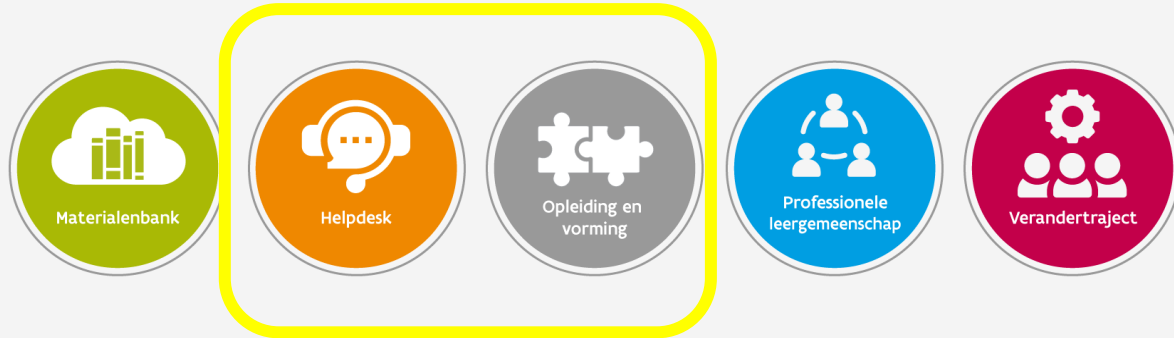 Materialenbank
Helpdesk
Opleiding en
vorming
Professionele
leergemeenschap
Verandertraject